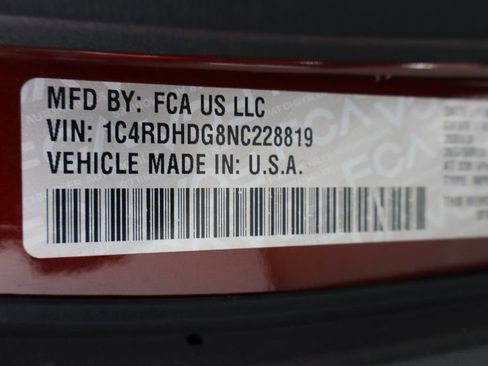 MFD BY: FCA US LLC
VIN: 1C4RDHDG8NC228819
VEHICLE MADE IN: U.S.A.